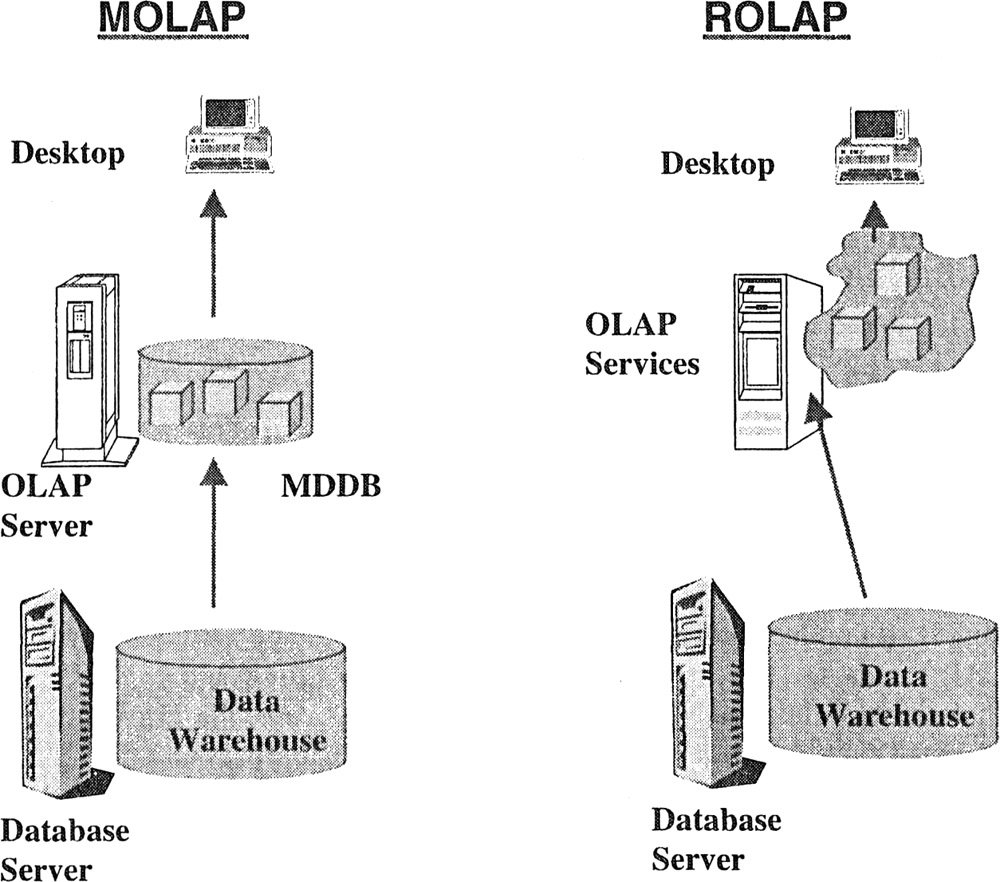 MOLAP
Desktop
OLAP
Server
MDDB
Data
Warehouse
Database
Server
ROLAP
Desktop
OLAP
Services
Data
Warehouse
Database
Server